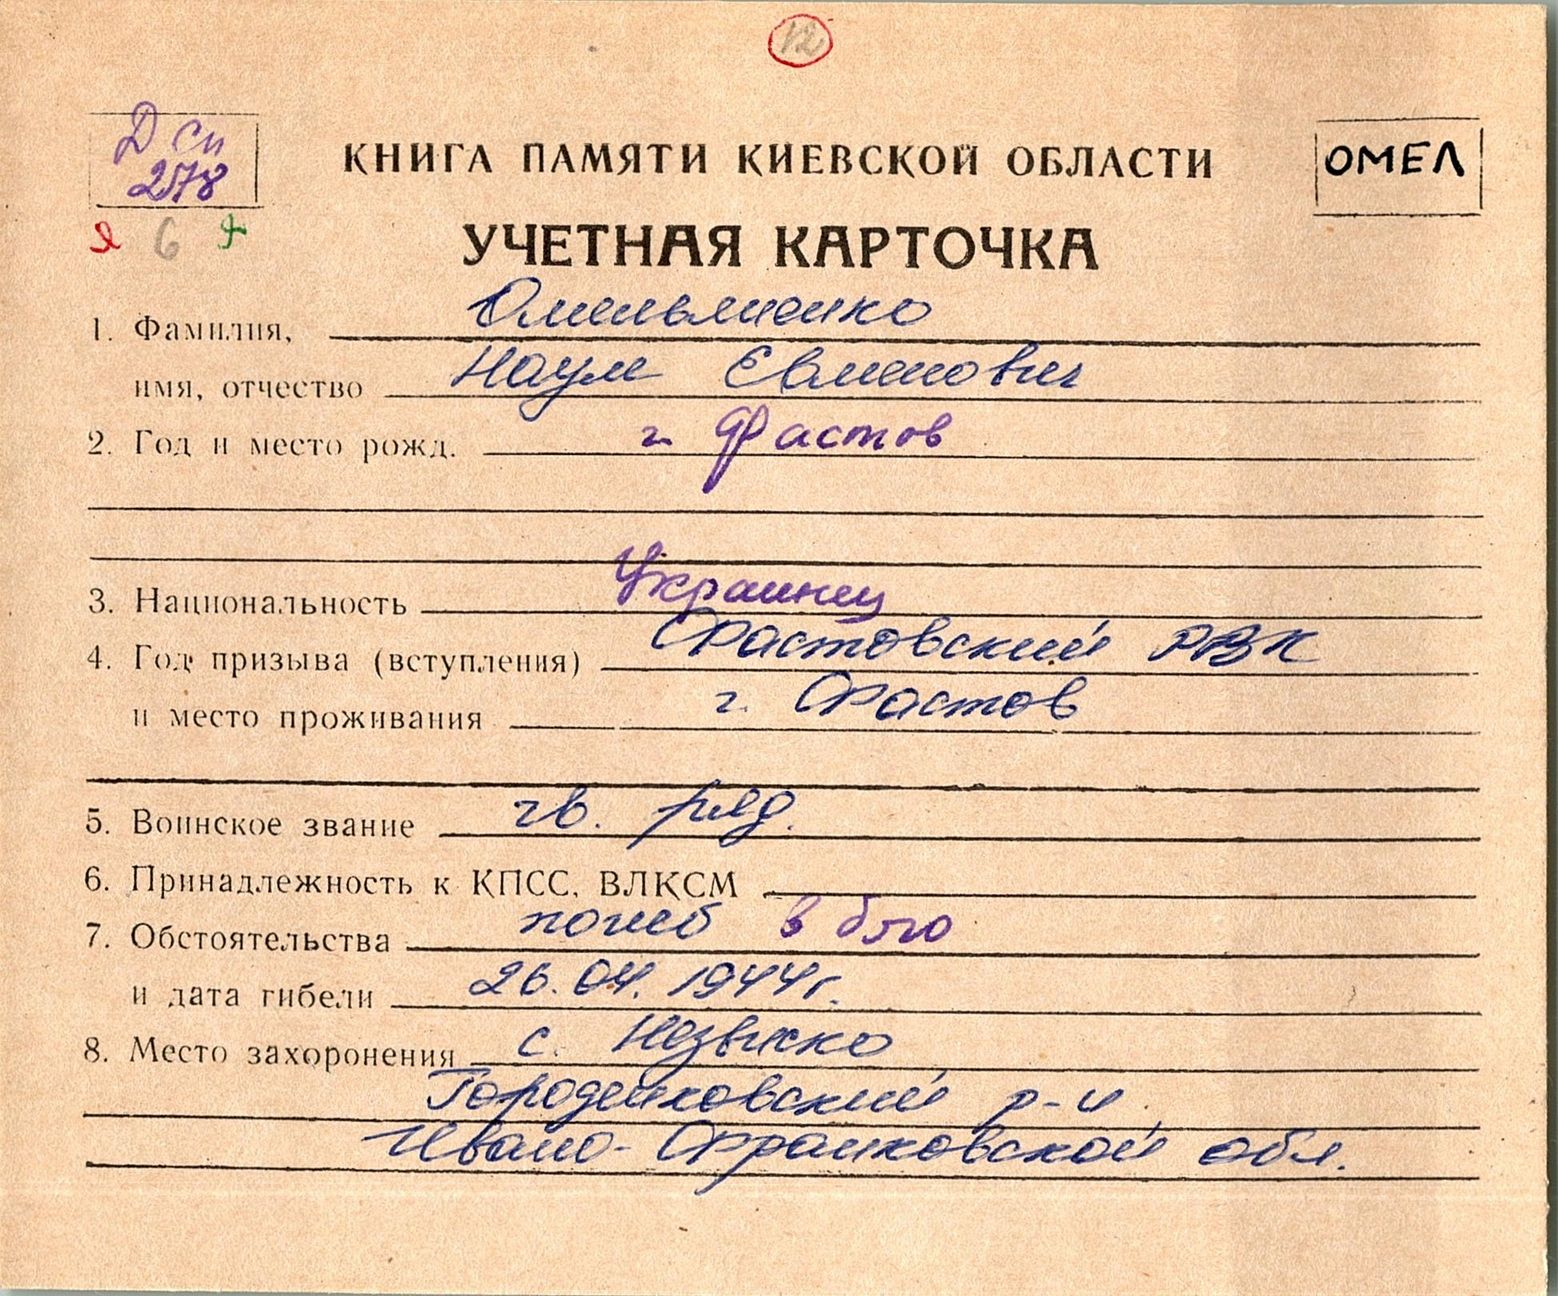 12
Д сп
2578
КНИГА ПАМЯТИ КИЕВСКОЙ ОБЛАСТИ
ОМЕЛ
6
УЧЕТНАЯ КАРТОЧКА
1. Фамилия, Омельяненко
имя, отчество Наум Євменович
2. Год и место рожд. г. Фастов
3. Национальность Украинец
4. Год призыва (вступления) Фастовский РВК
и место проживания г. Фастов
5. Воинское звание гв. ряд.
6. Принадлежность к КПСС, ВЛКСМ
7. Обстоятельства погиб в бою
и дата гибели 26.04.1944г.
8. Место захоронения с. Незвиско
Городенковский р-н
Ивано-Франковской обл.